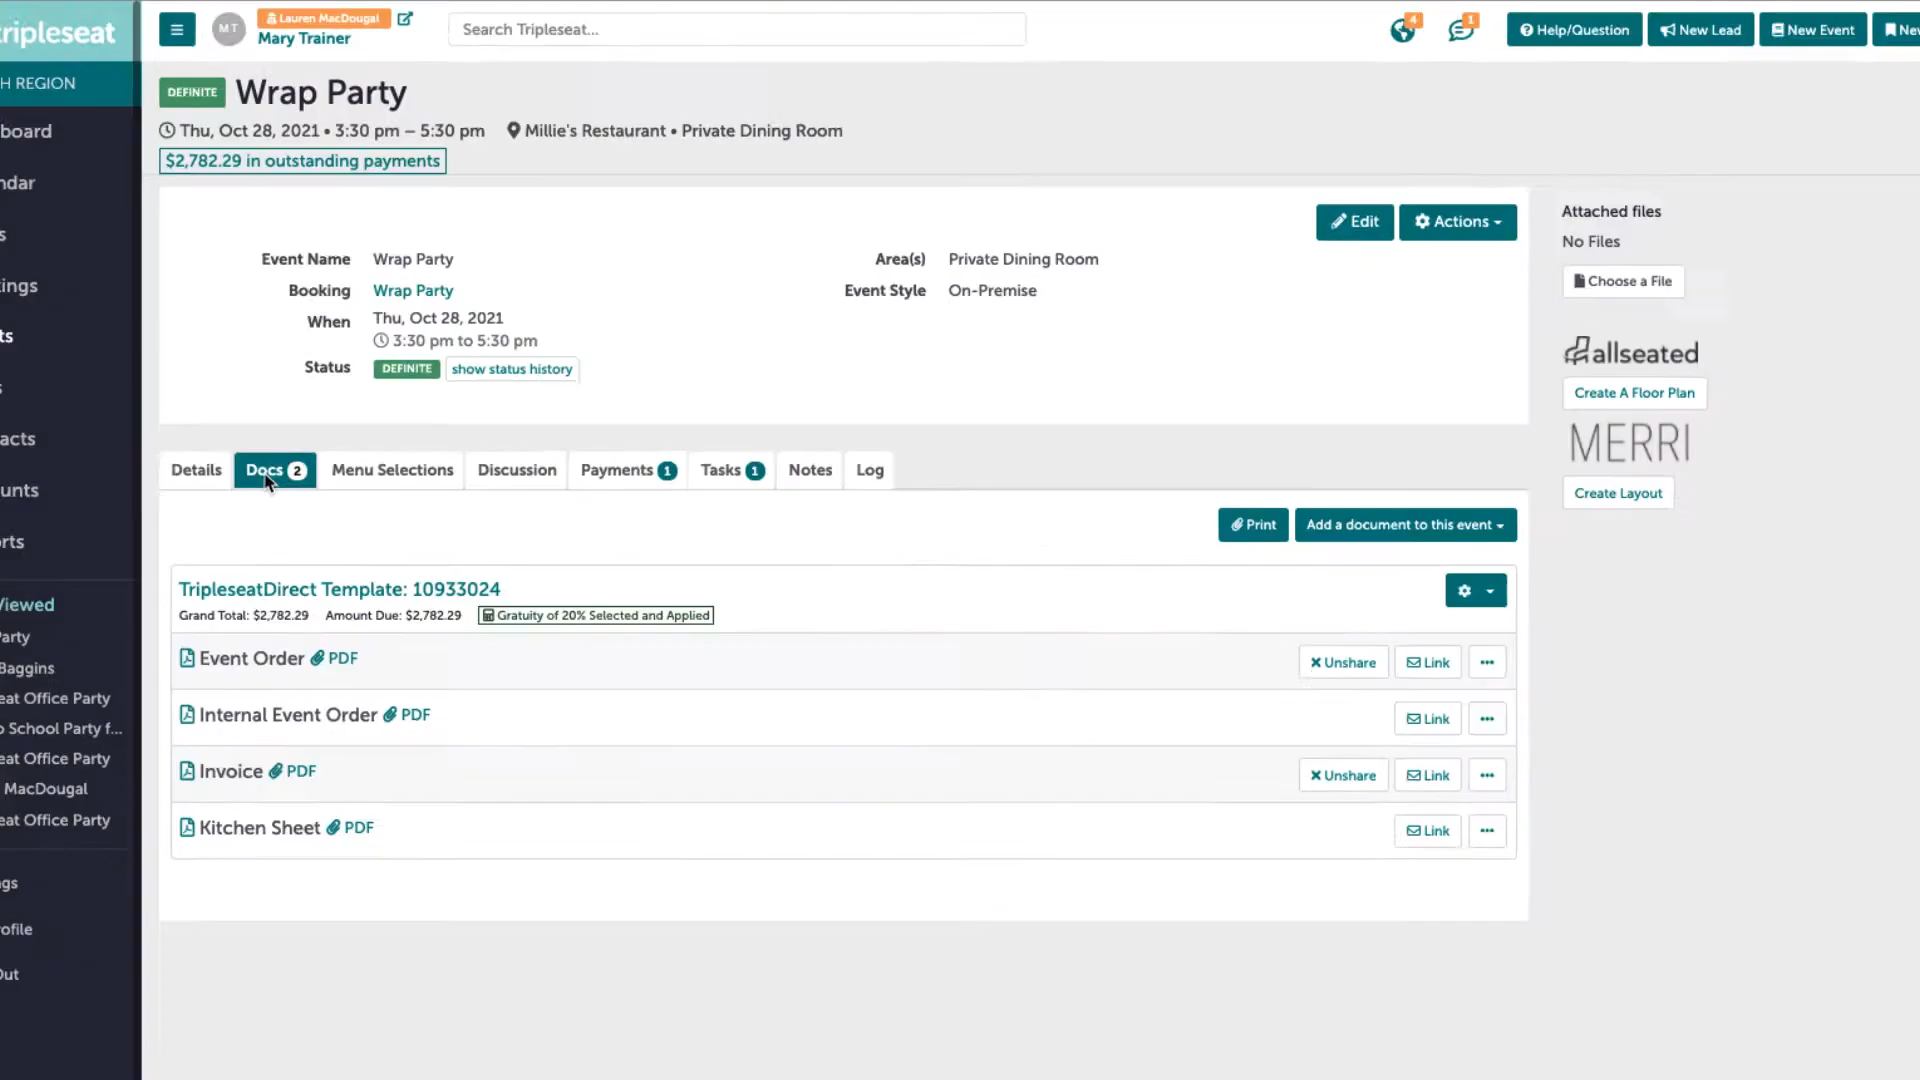 tripleseat
MT
Lauren MacDougal
Mary Trainer
Search Tripleseat...
4
1
Help/Question
New Lead
New Event
New
H REGION
board
ndar
s
ings
ts
s
acts
unts
rts
Viewed
arty
Baggins
eat Office Party
o School Party f...
eat Office Party
MacDougal
eat Office Party
gs
rofile
Out
DEFINITE
Wrap Party
Thu, Oct 28, 2021 • 3:30 pm – 5:30 pm
Millie's Restaurant • Private Dining Room
$2,782.29 in outstanding payments
Edit
Actions
Event Name
Wrap Party
Booking
Wrap Party
When
Thu, Oct 28, 2021
3:30 pm to 5:30 pm
Status
DEFINITE
show status history
Area(s)
Private Dining Room
Event Style
On-Premise
Attached files
No Files
Choose a File
allseated
Create A Floor Plan
MERRI
Create Layout
Details
Docs 2
Menu Selections
Discussion
Payments 1
Tasks 1
Notes
Log
Print
Add a document to this event
TripleseatDirect Template: 10933024
Grand Total: $2,782.29 Amount Due: $2,782.29 Gratuity of 20% Selected and Applied
Event Order PDF
Unshare
Link
Internal Event Order PDF
Link
Invoice PDF
Unshare
Link
Kitchen Sheet PDF
Link